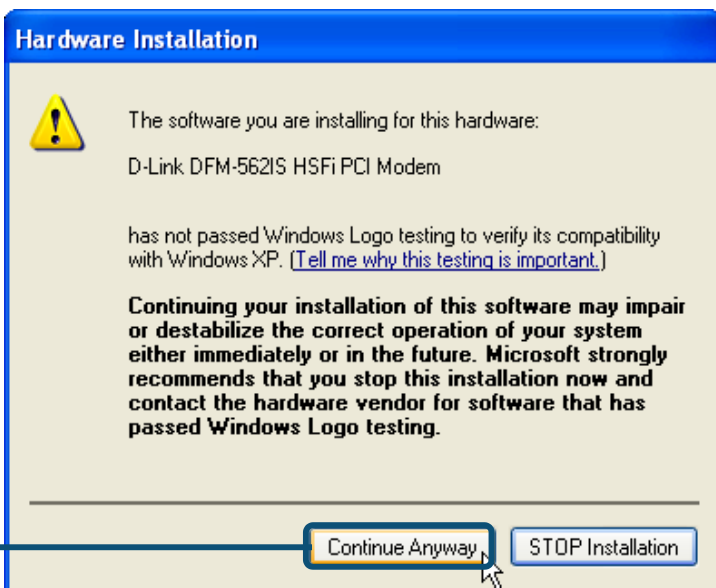 Hardware Installation
The software you are installing for this hardware:
D-Link DFM-562IS HSFi PCI Modem
has not passed Windows Logo testing to verify its compatibility
with Windows XP. (Tell me why this testing is important.)
Continuing your installation of this software may impair
or destabilize the correct operation of your system
either immediately or in the future. Microsoft strongly
recommends that you stop this installation now and
contact the hardware vendor for software that has
passed Windows Logo testing.
Continue Anyway
STOP Installation